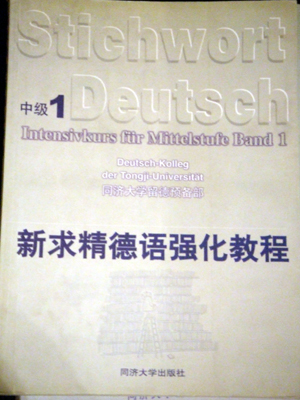 Stichwort
中级1
Deutsch
Intensivkurs für Mittelstufe Band 1
Deutsch-Kolleg
der Tongji-Universität
同济大学留德预备部
新求精德语强化教程
同济大学出版社